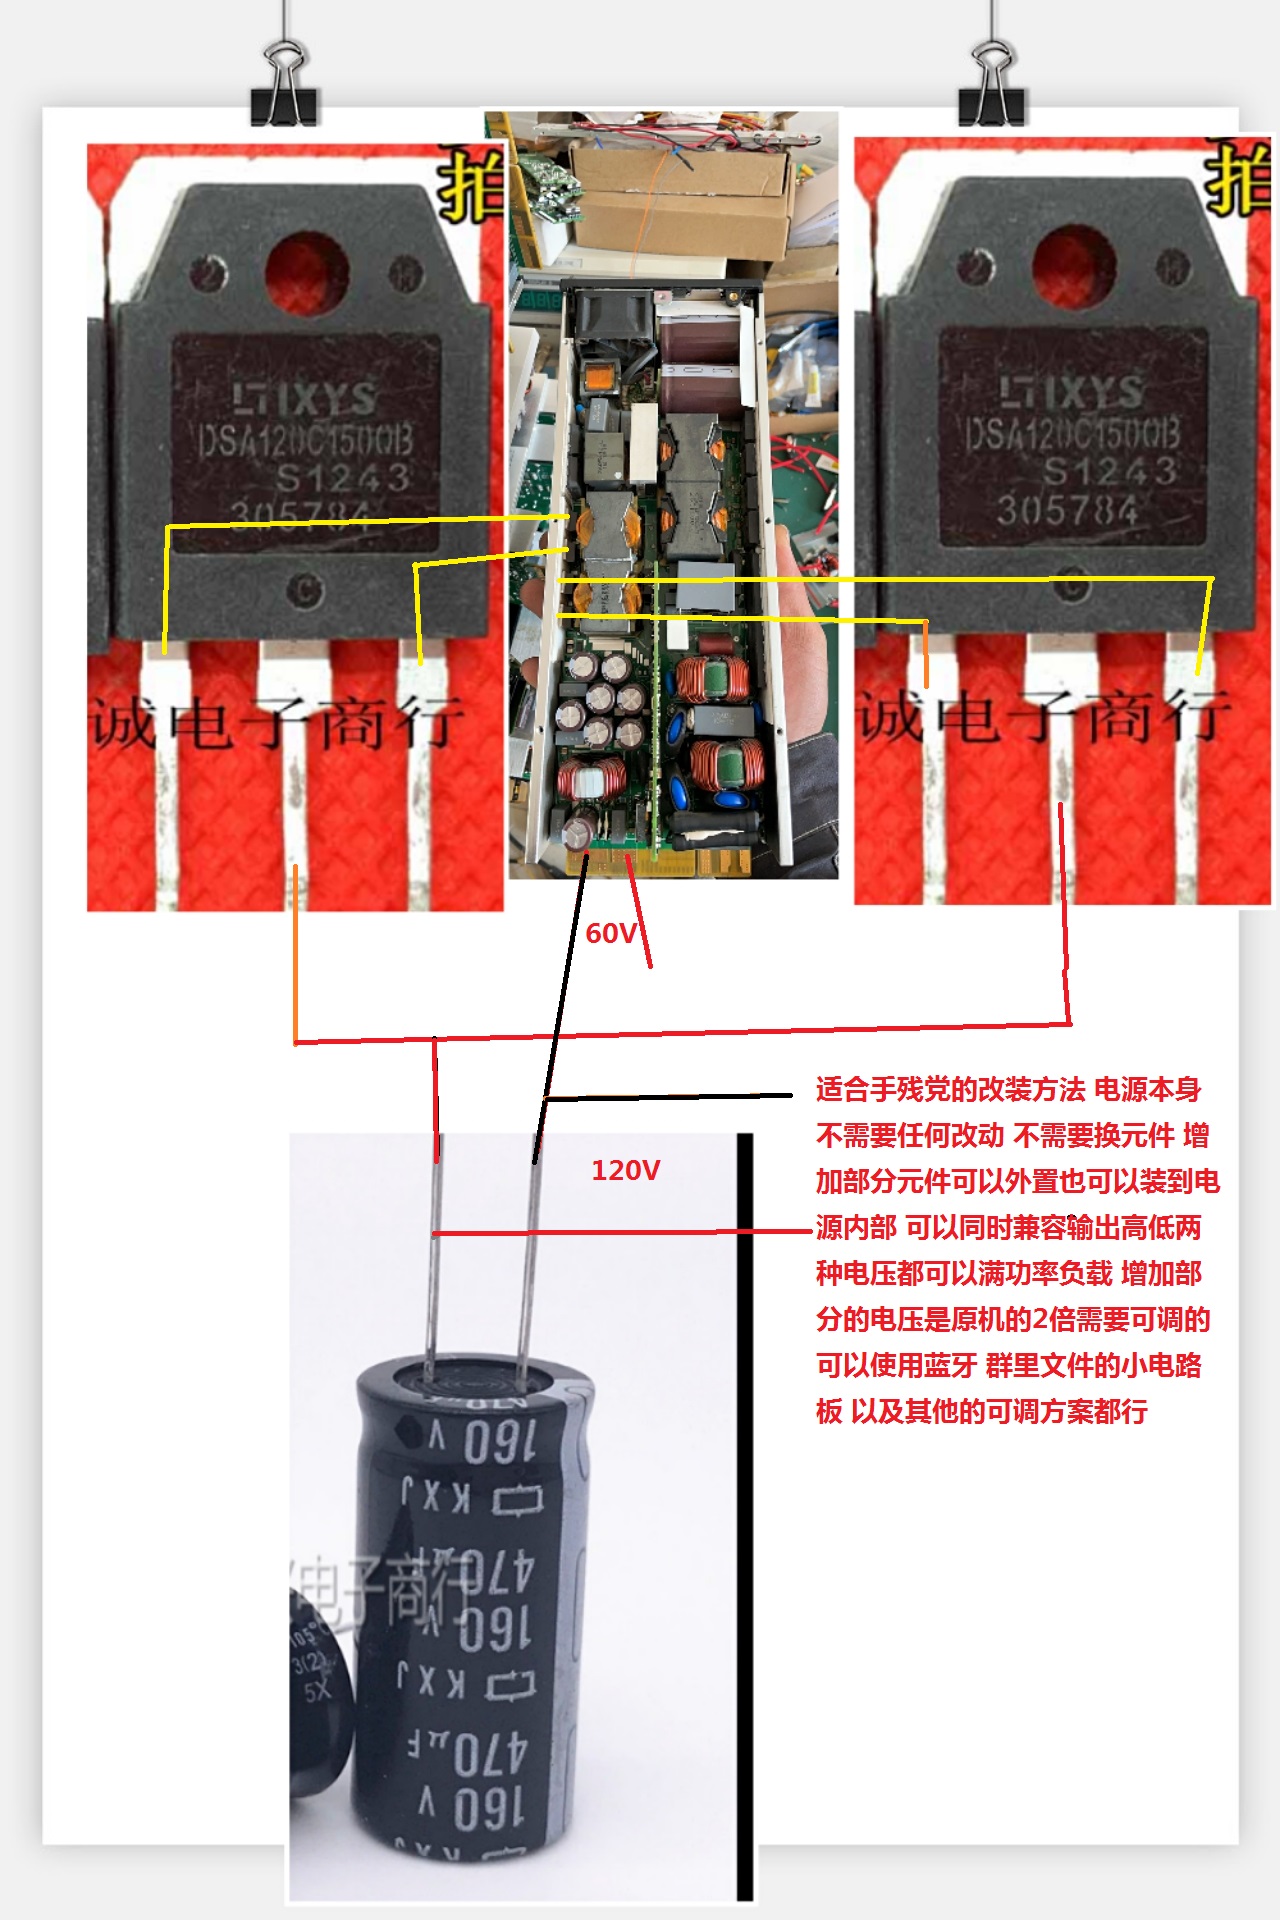 拍
拍
IXYS
DSA120C150QB
S1243
305784
C
诚电子商行
IXYS
DSA120C150QB
S1243
305784
C
诚电子商行
60V
120V
适合手残党的改装方法 电源本身
不需要任何改动 不需要换元件 增
加部分元件可以外置也可以装到电
源内部 可以同时兼容输出高低两
种电压都可以满功率负载 增加部
分的电压是原机的2倍需要可调的
可以使用蓝牙 群里文件的小电路
板 以及其他的可调方案都行
160 V
KXJ
470µF
160 V
KXJ
470µF
160 V
KXJ
电子商行
105°C
3(2)
5X